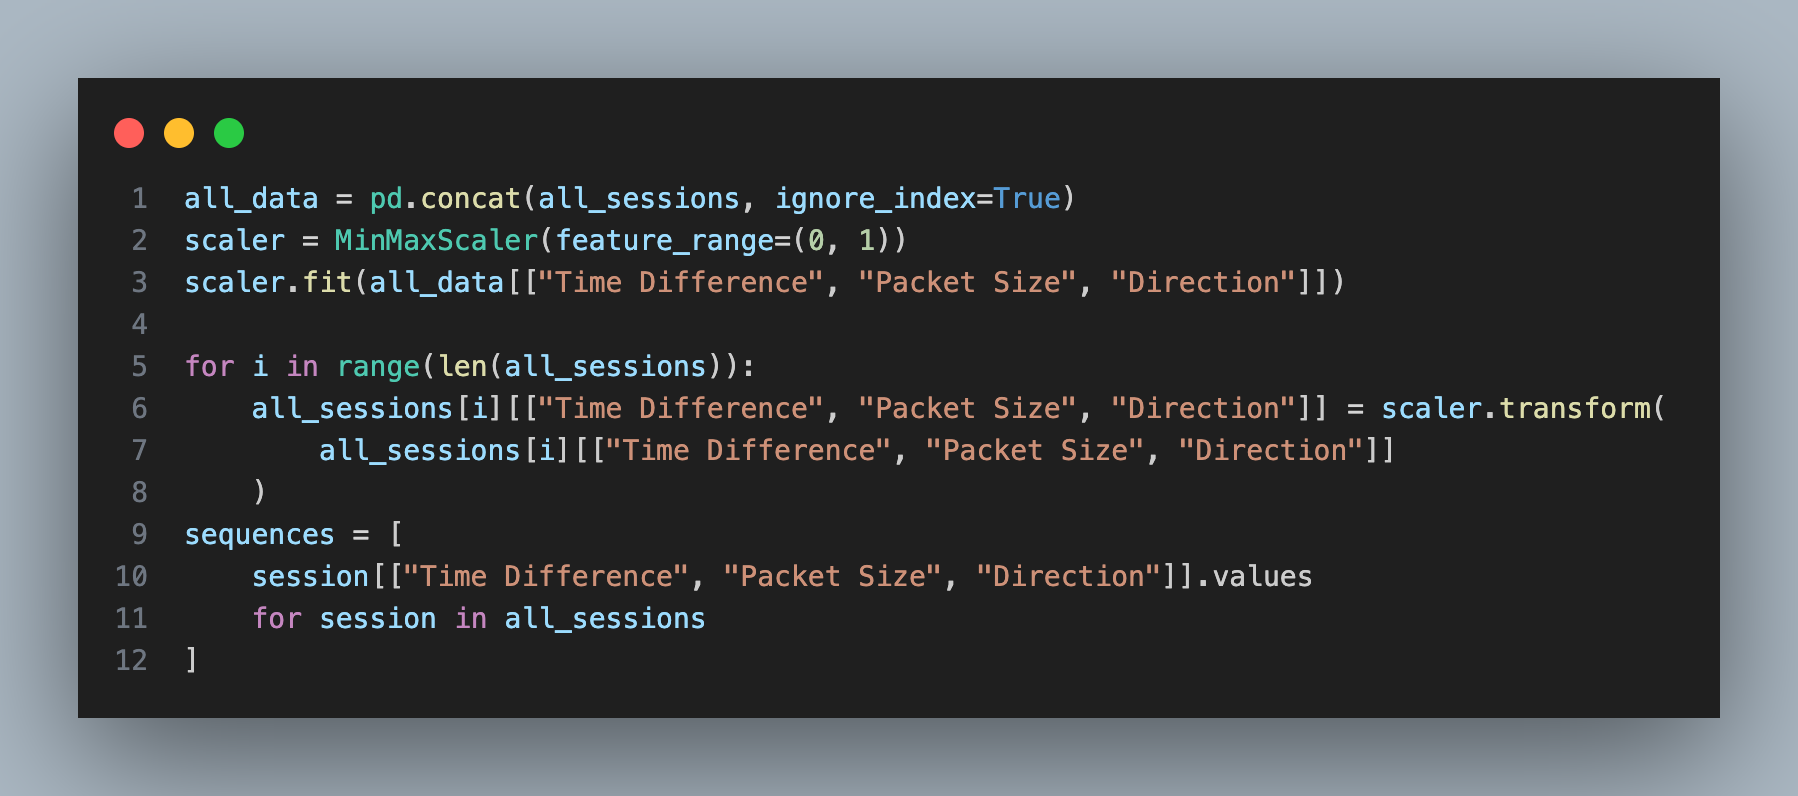 1 all_data = pd.concat(all_sessions, ignore_index=True)
2 scaler = MinMaxScaler(feature_range=(0, 1))
3 scaler.fit(all_data[["Time Difference", "Packet Size", "Direction"]])
4
5 for i in range(len(all_sessions)):
6     all_sessions[i][["Time Difference", "Packet Size", "Direction"]] = scaler.transform(
7         all_sessions[i][["Time Difference", "Packet Size", "Direction"]]
8     )
9 sequences = [
10     session[["Time Difference", "Packet Size", "Direction"]].values
11     for session in all_sessions
12 ]